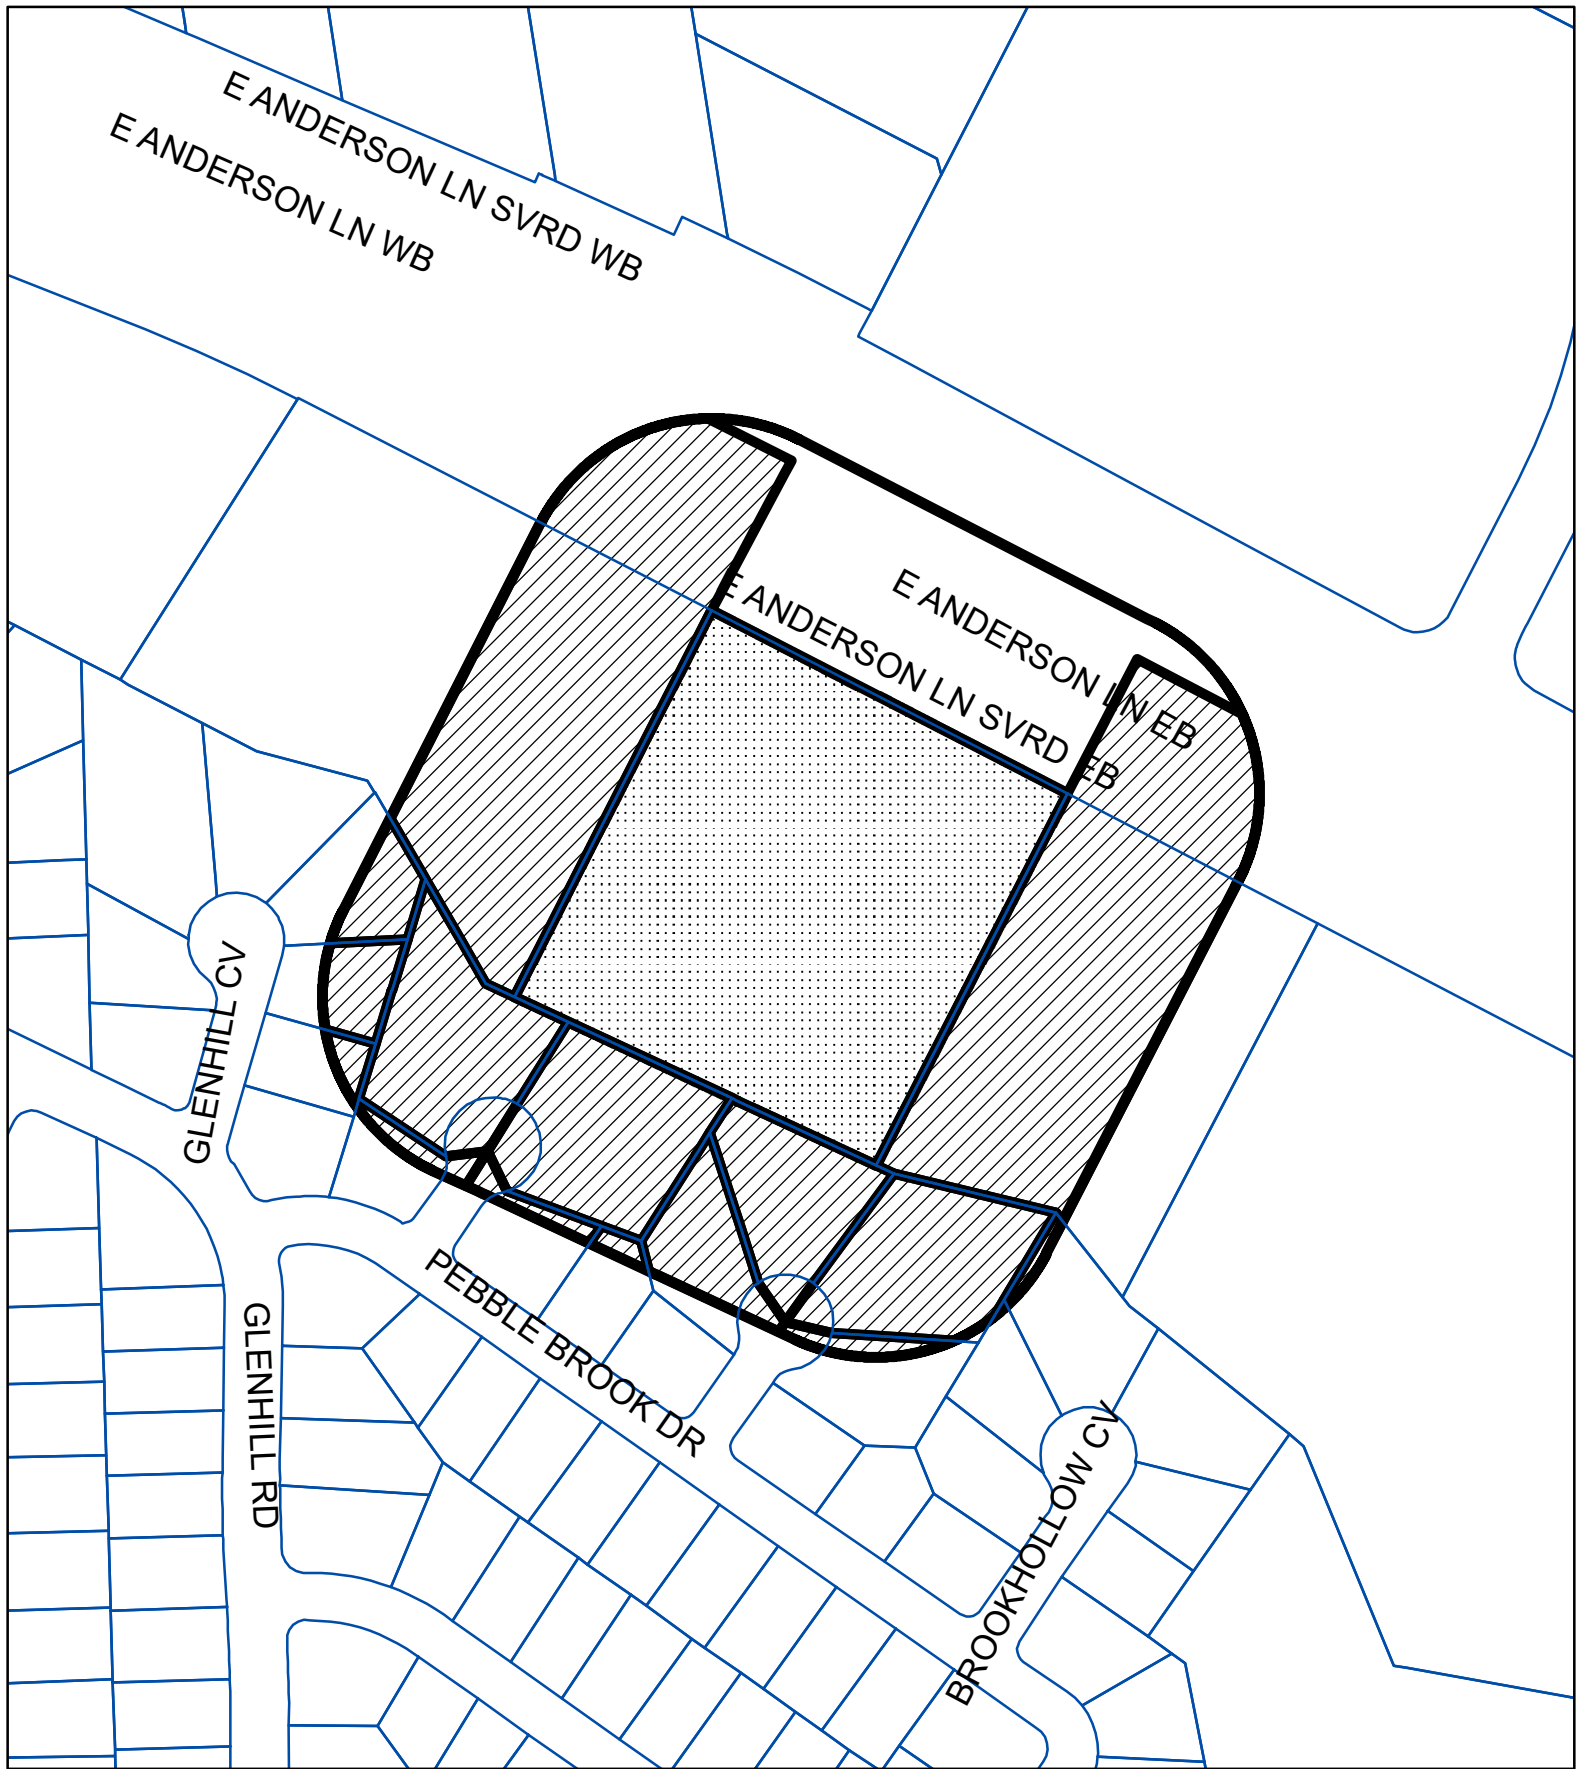 E ANDERSON LN SVRD WB
E ANDERSON LN WB
E ANDERSON LN EB
E ANDERSON LN SVRD EB
GLENHILL CV
PEBBLE BROOK DR
GLENHILL RD
BROOKHOLLOW CV